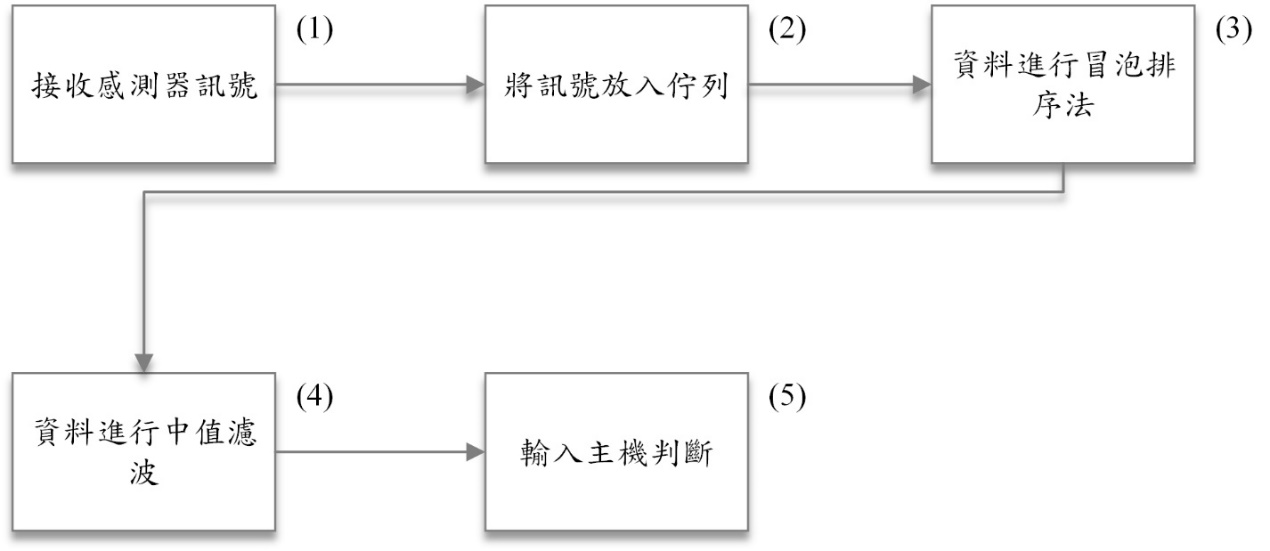 接收感測器訊號
(1)
將訊號放入佇列
(2)
資料進行冒泡排
序法
(3)
資料進行中值濾
波
(4)
輸入主機判斷
(5)